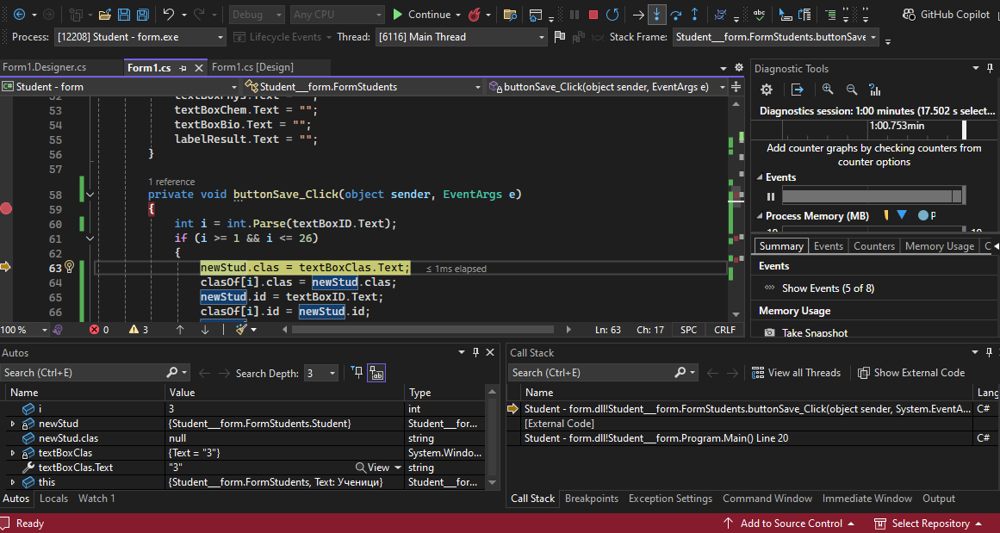 Debug
Any CPU
Continue
GitHub Copilot
Process: [12208] Student - form.exe
Lifecycle Events
Thread: [6116] Main Thread
Stack Frame: Student__form.FormStudents.buttonSave
Form1.Designer.cs
Form1.cs
Form1.cs [Design]
C# Student - form
Student__form.FormStudents
buttonSave_Click(object sender, EventArgs e)
53 textBoxChem.Text = "";
54 textBoxBio.Text = "";
55 labelResult.Text = "";
56 }
57
1 reference
58 private void buttonSave_Click(object sender, EventArgs e)
59 {
60 int i = int.Parse(textBoxID.Text);
61 if (i >= 1 && i <= 26)
62 {
63 newStud.clas = textBoxClas.Text; ≤ 1ms elapsed
64 clasOf[i].clas = newStud.clas;
65 newStud.id = textBoxID.Text;
66 clasOf[i].id = newStud.id;
100 %
0
3
Ln: 63 Ch: 17 SPC CRLF
Diagnostic Tools
Diagnostics session: 1:00 minutes (17.502 s select...
1:00.753min
Add counter graphs by checking counters from
counter options
Events
Process Memory (MB)
P
Summary Events Counters Memory Usage C
Events
Show Events (5 of 8)
Memory Usage
Take Snapshot
Autos
Search (Ctrl+E)
Search Depth: 3
Name Value Type
i 3 int
newStud {Student__form.FormStudents.Student} Student__for...
newStud.clas null string
textBoxClas {Text = "3"} System.Windo...
textBoxClas.Text "3" View string
this {Student__form.FormStudents, Text: Ученици} Student__for...
Autos Locals Watch 1
Call Stack
Search (Ctrl+E)
View all Threads
Show External Code
Name Lang
Student - form.dll!Student__form.FormStudents.buttonSave_Click(object sender, System.EventA... C#
[External Code]
Student - form.dll!Student__form.Program.Main() Line 20 C#
Call Stack Breakpoints Exception Settings Command Window Immediate Window Output
Ready
Add to Source Control
Select Repository